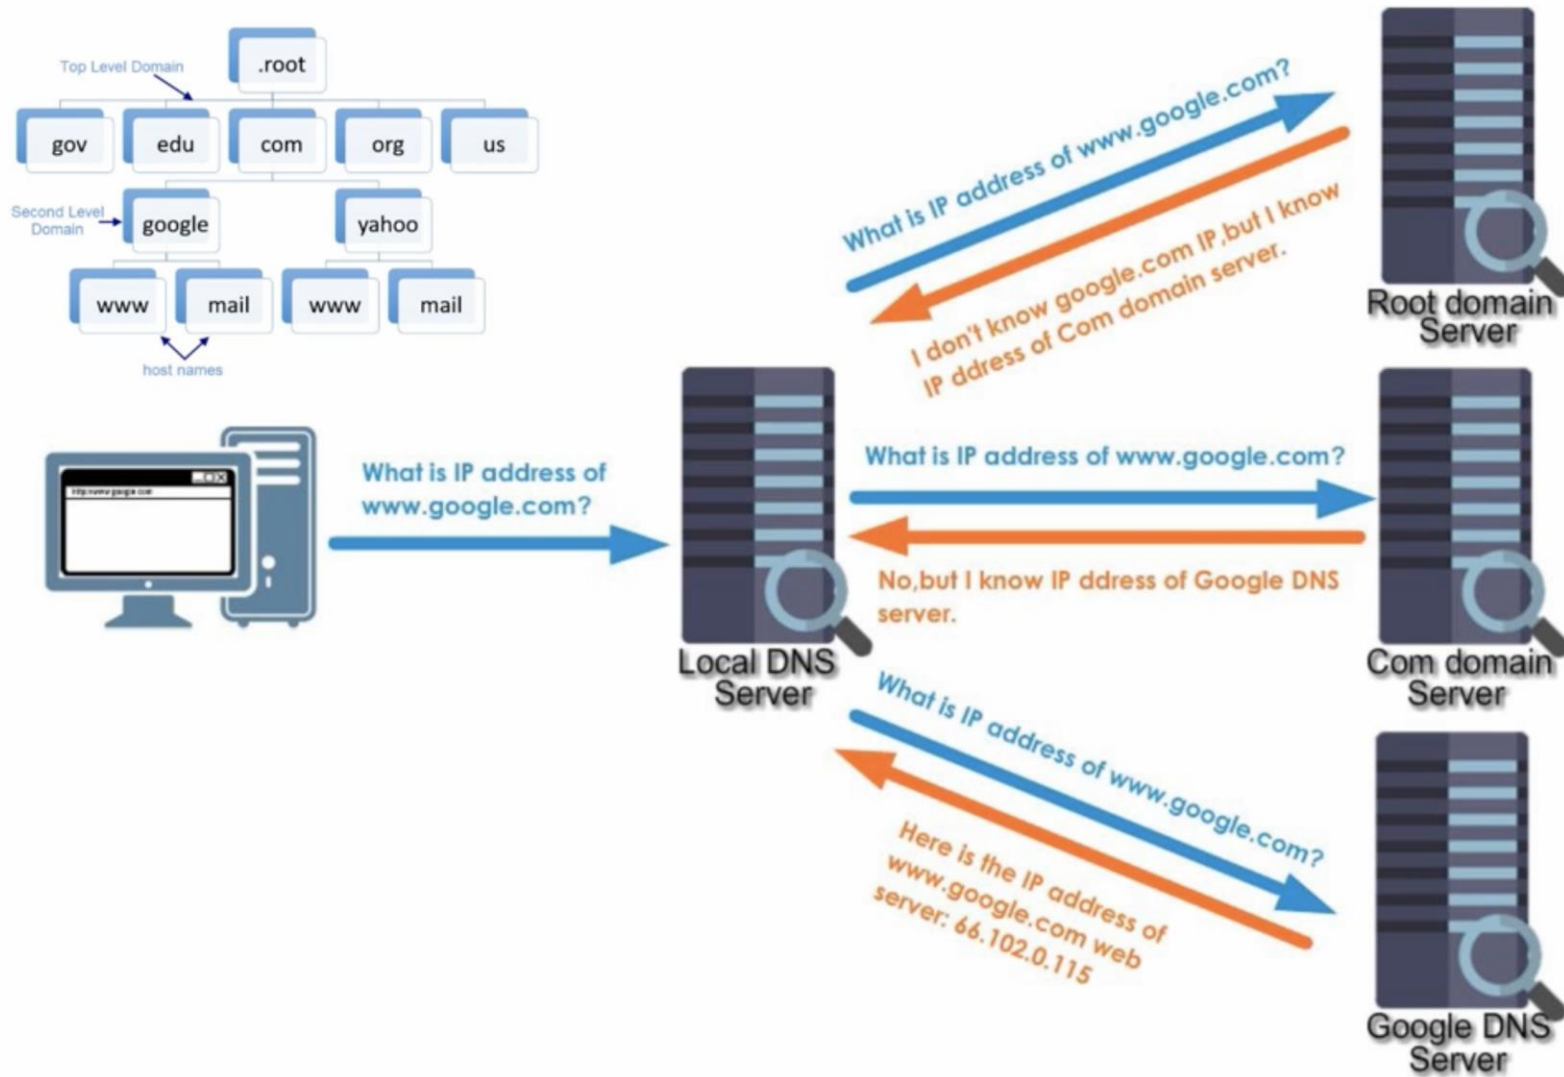 .root
Top Level Domain
gov
edu
com
org
us
Second Level
Domain
google
yahoo
www
mail
www
mail
host names
What is IP address of www.google.com?
I don't know google.com IP,but I know
IP ddress of Com domain server.
Root domain
Server
What is IP address of
www.google.com?
Local DNS
Server
What is IP address of www.google.com?
No,but I know IP ddress of Google DNS
server.
Com domain
Server
What is IP address of www.google.com?
Here is the IP address of
www.google.com web
server: 66.102.0.115
Google DNS
Server